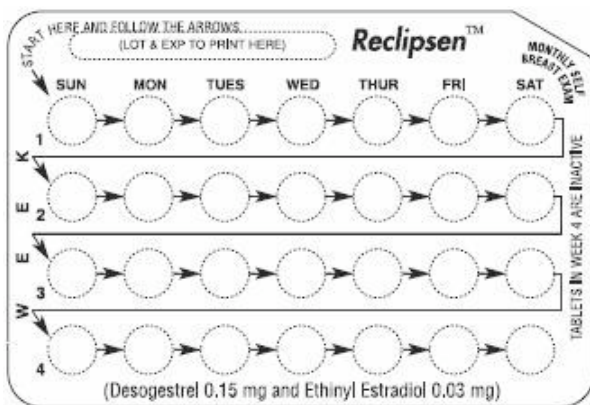 START HERE AND FOLLOW THE ARROWS
(LOT & EXP TO PRINT HERE)
Reclipsen™
MONTHLY SELF
BREAST EXAM
SUN MON TUES WED THUR FRI SAT
1
2
3
4
WEEK
TABLETS IN WEEK 4 ARE INACTIVE
(Desogestrel 0.15 mg and Ethinyl Estradiol 0.03 mg)